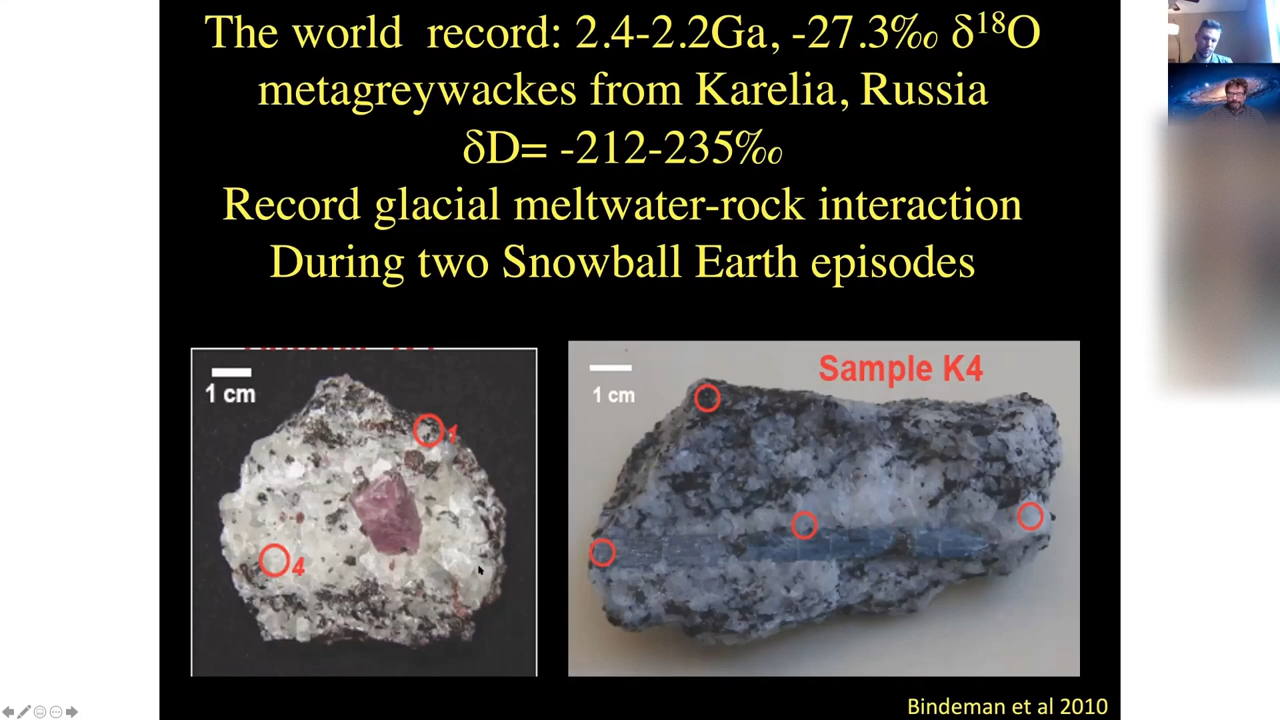 The world record: 2.4-2.2Ga, -27.3‰ δ¹⁸O
metagreywackes from Karelia, Russia
δD= -212-235‰
Record glacial meltwater-rock interaction
During two Snowball Earth episodes
1 cm
1
4
1 cm
Sample K4
Bindeman et al 2010